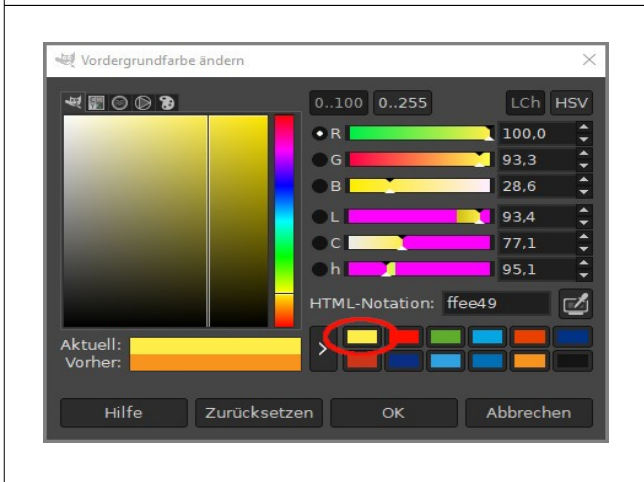 Vordergrundfarbe ändern
0..100 0..255 LCh HSV
R 100,0
G 93,3
B 28,6
L 93,4
C 77,1
h 95,1
HTML-Notation: ffee49
Aktuell:
Vorher:
Hilfe Zurücksetzen OK Abbrechen